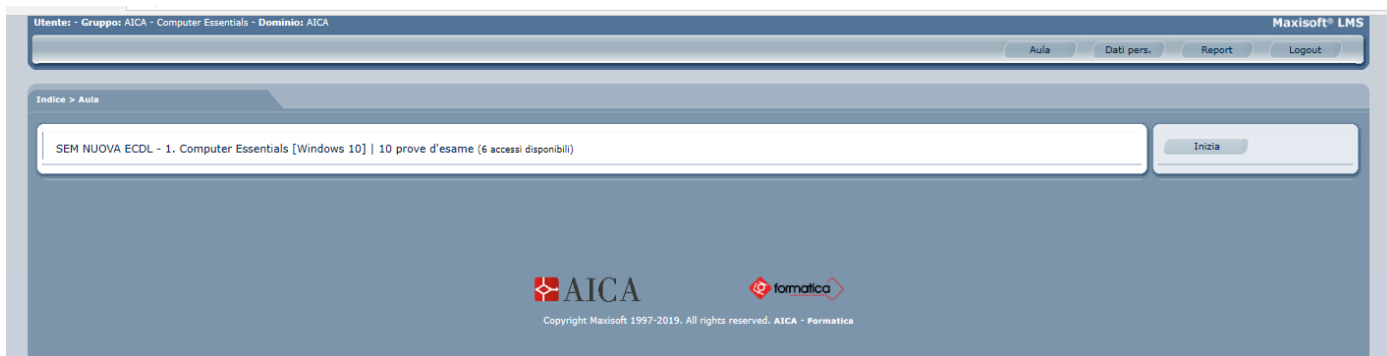 Utente: - Gruppo: AICA - Computer Essentials - Dominio: AICA
Maxisoft® LMS
Aula
Dati pers.
Report
Logout
Indice > Aula
SEM NUOVA ECDL - 1. Computer Essentials [Windows 10] | 10 prove d'esame (6 accessi disponibili)
Inizia
AICA
formatica
Copyright Maxisoft 1997-2019. All rights reserved. AICA - Formatica